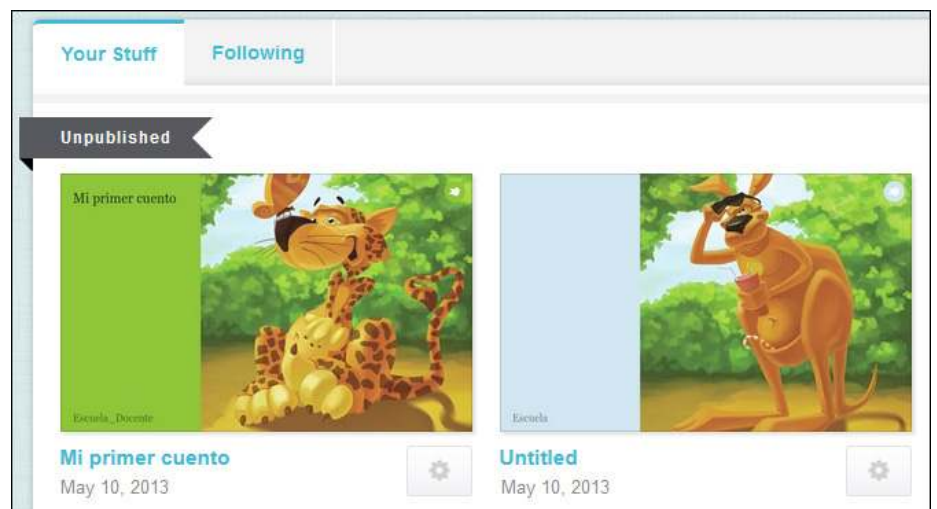 Your Stuff
Following
Unpublished
Mi primer cuento
Escuela_Docente
Escuela
Mi primer cuento
May 10, 2013
Untitled
May 10, 2013